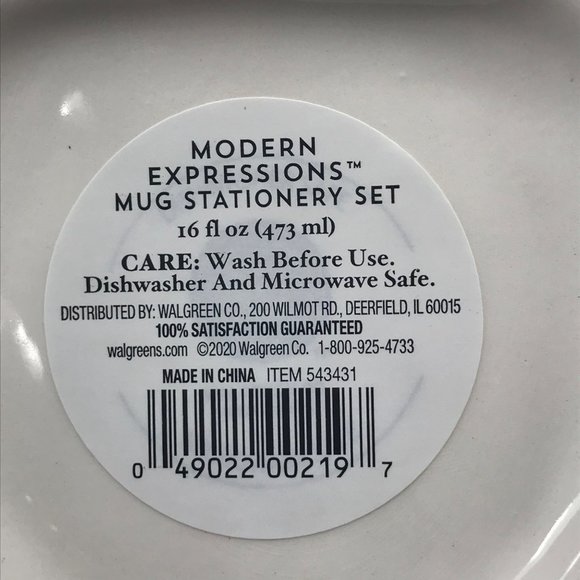 MODERN
EXPRESSIONS™
MUG STATIONERY SET
16 fl oz (473 ml)
CARE: Wash Before Use.
Dishwasher And Microwave Safe.
DISTRIBUTED BY: WALGREEN CO., 200 WILMOT RD., DEERFIELD, IL 60015
100% SATISFACTION GUARANTEED
walgreens.com ©2020 Walgreen Co. 1-800-925-4733
MADE IN CHINA ITEM 543431
0 49022 00219 7